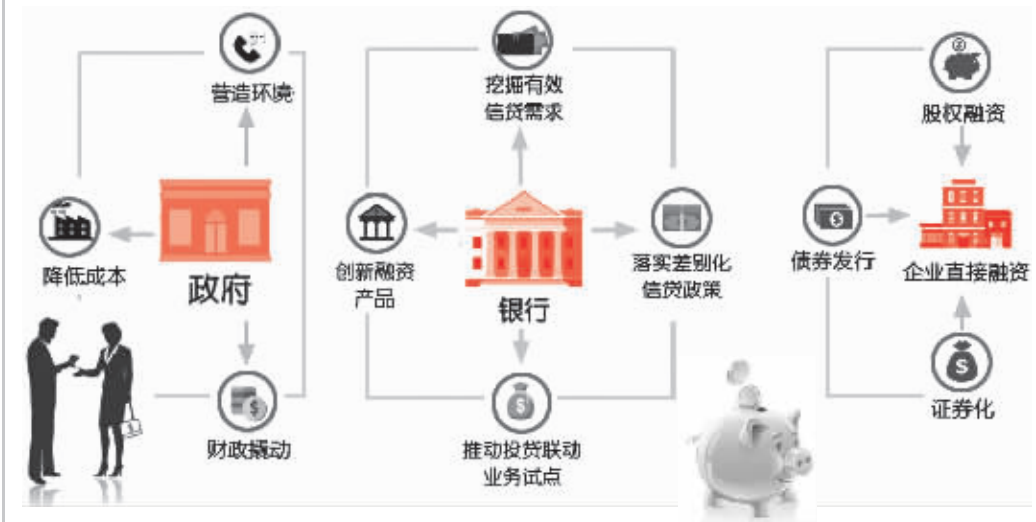 营造环境
降低成本
政府
财政撬动
挖掘有效
信贷需求
创新融资
产品
银行
落实差别化
信贷政策
推动投贷联动
业务试点
股权融资
债券发行
企业直接融资
证券化